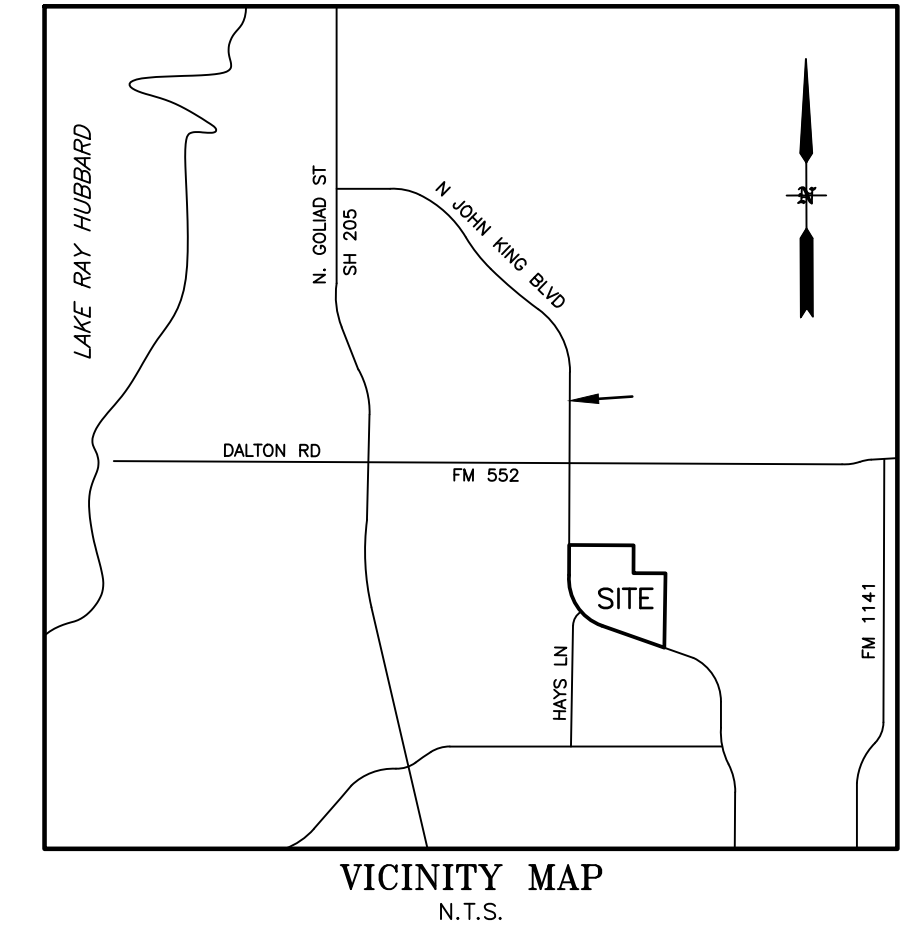 LAKE RAY HUBBARD
N. GOLIAD ST
SH 205
N JOHN KING BLVD
N
DALTON RD
FM 552
SITE
HAYS LN
FM 1141
VICINITY MAP
N.T.S.